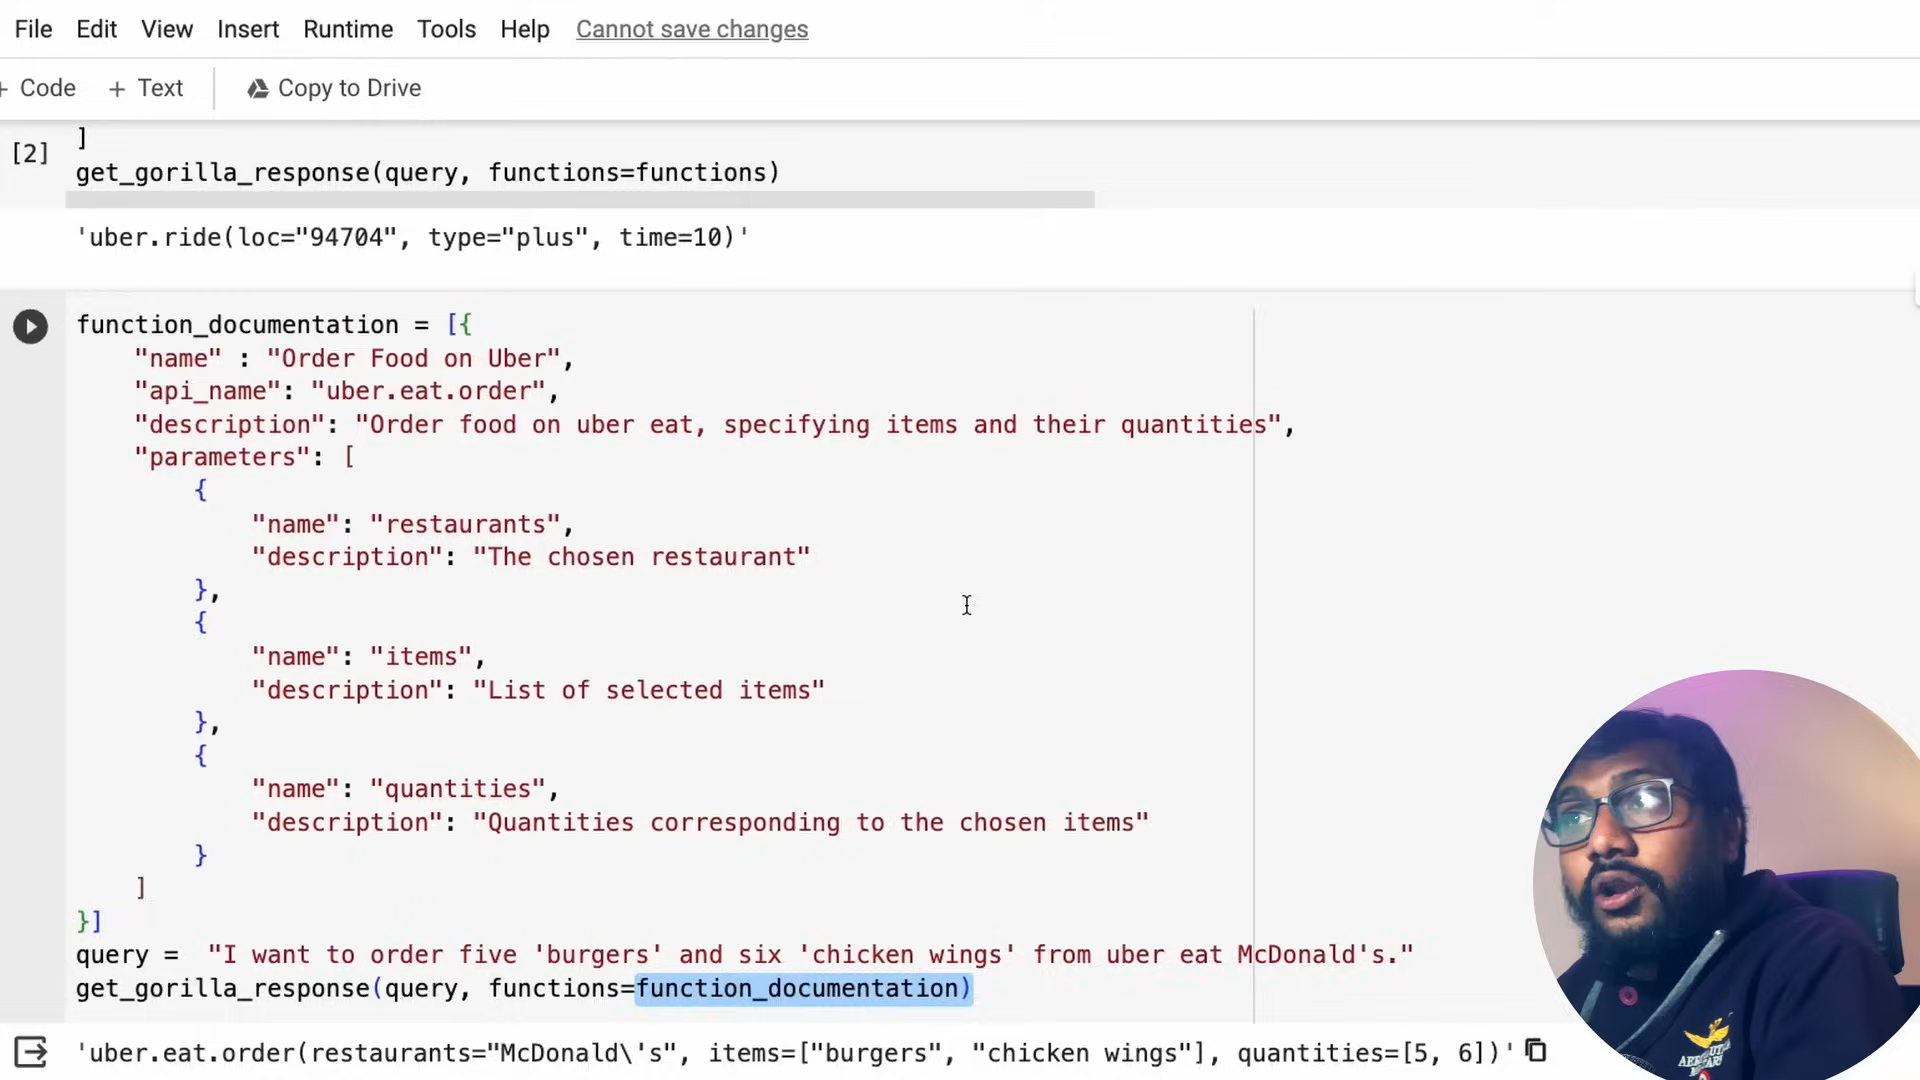 File Edit View Insert Runtime Tools Help Cannot save changes
+ Code + Text Copy to Drive
]
[2]
get_gorilla_response(query, functions=functions)
'uber.ride(loc="94704", type="plus", time=10)'
function_documentation = [{
"name" : "Order Food on Uber",
"api_name": "uber.eat.order",
"description": "Order food on uber eat, specifying items and their quantities",
"parameters": [
{
"name": "restaurants",
"description": "The chosen restaurant"
},
{
"name": "items",
"description": "List of selected items"
},
{
"name": "quantities",
"description": "Quantities corresponding to the chosen items"
}
]
}]
query = "I want to order five 'burgers' and six 'chicken wings' from uber eat McDonald's."
get_gorilla_response(query, functions=function_documentation)
'uber.eat.order(restaurants="McDonald\'s", items=["burgers", "chicken wings"], quantities=[5, 6])'